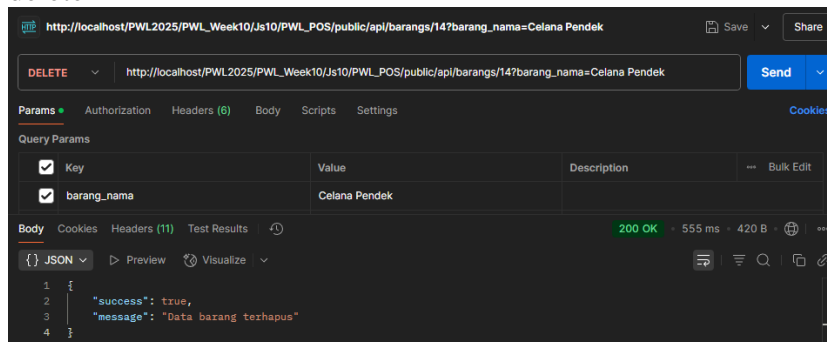 HTTP http://localhost/PWL2025/PWL_Week10/Js10/PWL_POS/public/api/barangs/14?barang_nama=Celana Pendek Save Share
DELETE http://localhost/PWL2025/PWL_Week10/Js10/PWL_POS/public/api/barangs/14?barang_nama=Celana Pendek Send
Params Authorization Headers (6) Body Scripts Settings Cookies
Query Params
Key Value Description Bulk Edit
barang_nama Celana Pendek
Body Cookies Headers (11) Test Results 200 OK 555 ms 420 B
{} JSON Preview Visualize
1 {
2 "success": true,
3 "message": "Data barang terhapus"
4 }